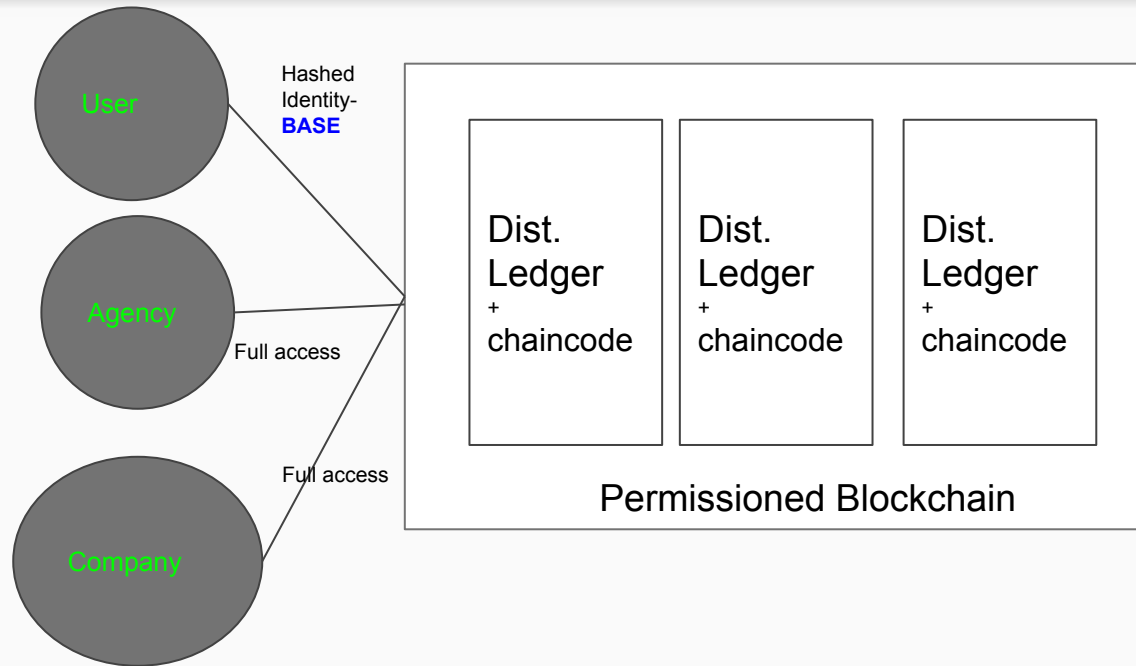 User
Hashed
Identity-
BASE
Agency
Full access
Company
Full access
Dist.
Ledger
+
chaincode
Dist.
Ledger
+
chaincode
Dist.
Ledger
+
chaincode
Permissioned Blockchain